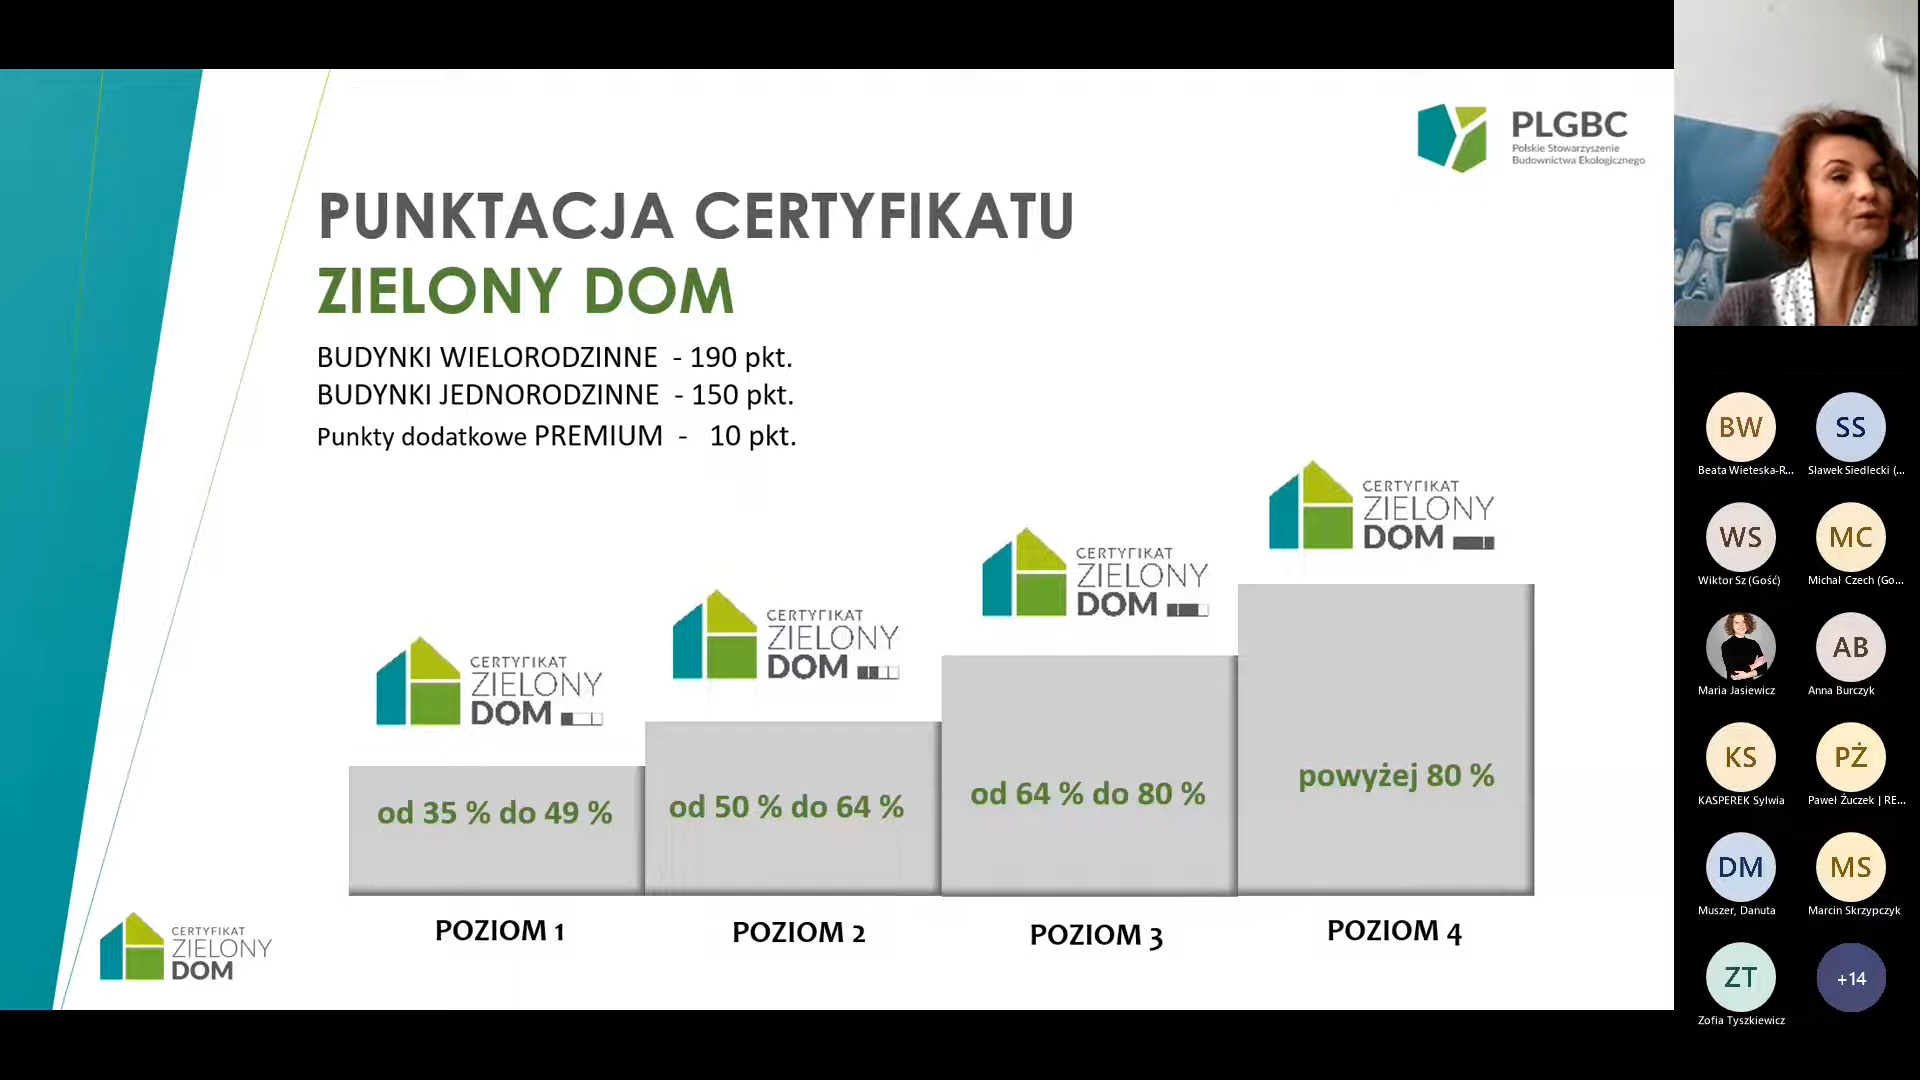 PLGBC
Polskie Stowarzyszenie
Budownictwa Ekologicznego
PUNKTACJA CERTYFIKATU
ZIELONY DOM
BUDYNKI WIELORODZINNE - 190 pkt.
BUDYNKI JEDNORODZINNE - 150 pkt.
Punkty dodatkowe PREMIUM - 10 pkt.
CERTYFIKAT
ZIELONY
DOM
od 35 % do 49 %
POZIOM 1
CERTYFIKAT
ZIELONY
DOM
od 50 % do 64 %
POZIOM 2
CERTYFIKAT
ZIELONY
DOM
od 64 % do 80 %
POZIOM 3
CERTYFIKAT
ZIELONY
DOM
powyżej 80 %
POZIOM 4
CERTYFIKAT
ZIELONY
DOM
BW
Beata Wieteska-R...
SS
Sławek Siedlecki (...
WS
Wiktor Sz (Gość)
MC
Michał Czech (Go...
Maria Jasiewicz
AB
Anna Burczyk
KS
KASPEREK Sylwia
PŻ
Paweł Żuczek | RE...
DM
Muszer, Danuta
MS
Marcin Skrzypczyk
ZT
Zofia Tyszkiewicz
+14